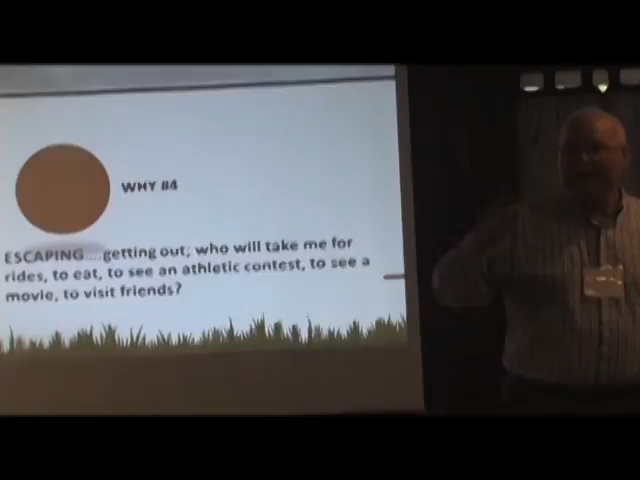 WHY #4
ESCAPING....getting out; who will take me for
rides, to eat, to see an athletic contest, to see a
movie, to visit friends?